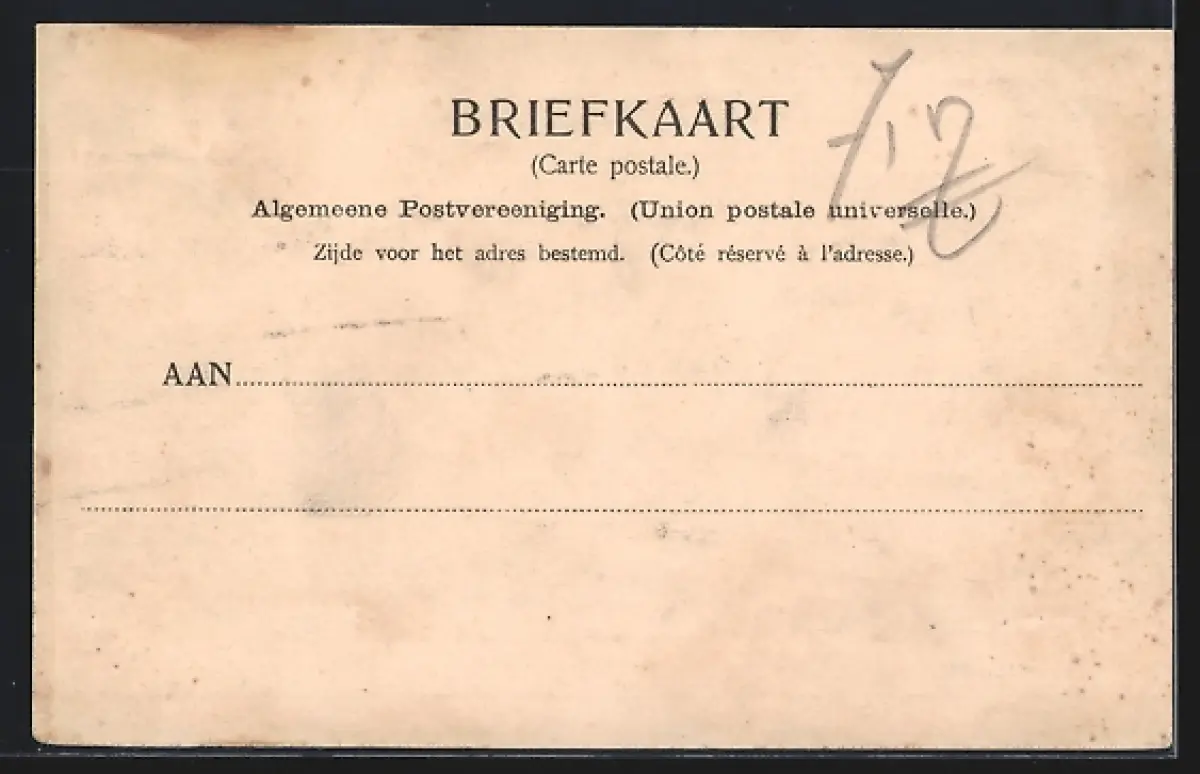 BRIEFKAART
(Carte postale.)
Algemeene Postvereeniging. (Union postale universelle.)
Zijde voor het adres bestemd. (Côté réservé à l'adresse.)
AAN